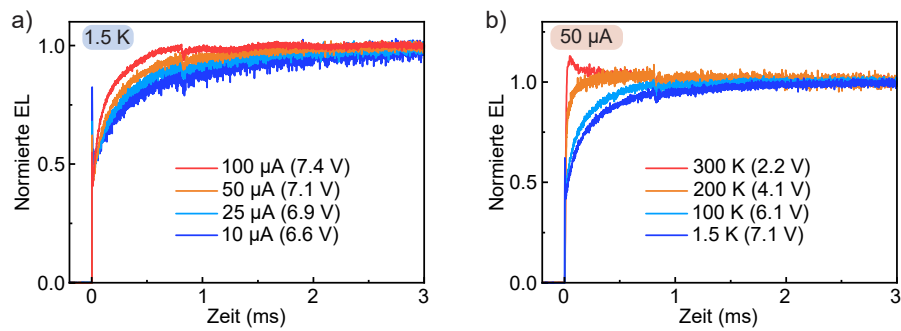 a)
1.5 K
Normierte EL
1.0
0.5
0.0
100 µA (7.4 V)
50 µA (7.1 V)
25 µA (6.9 V)
10 µA (6.6 V)
0 1 2 3
Zeit (ms)
b)
50 µA
Normierte EL
1.0
0.5
0.0
300 K (2.2 V)
200 K (4.1 V)
100 K (6.1 V)
1.5 K (7.1 V)
0 1 2 3
Zeit (ms)